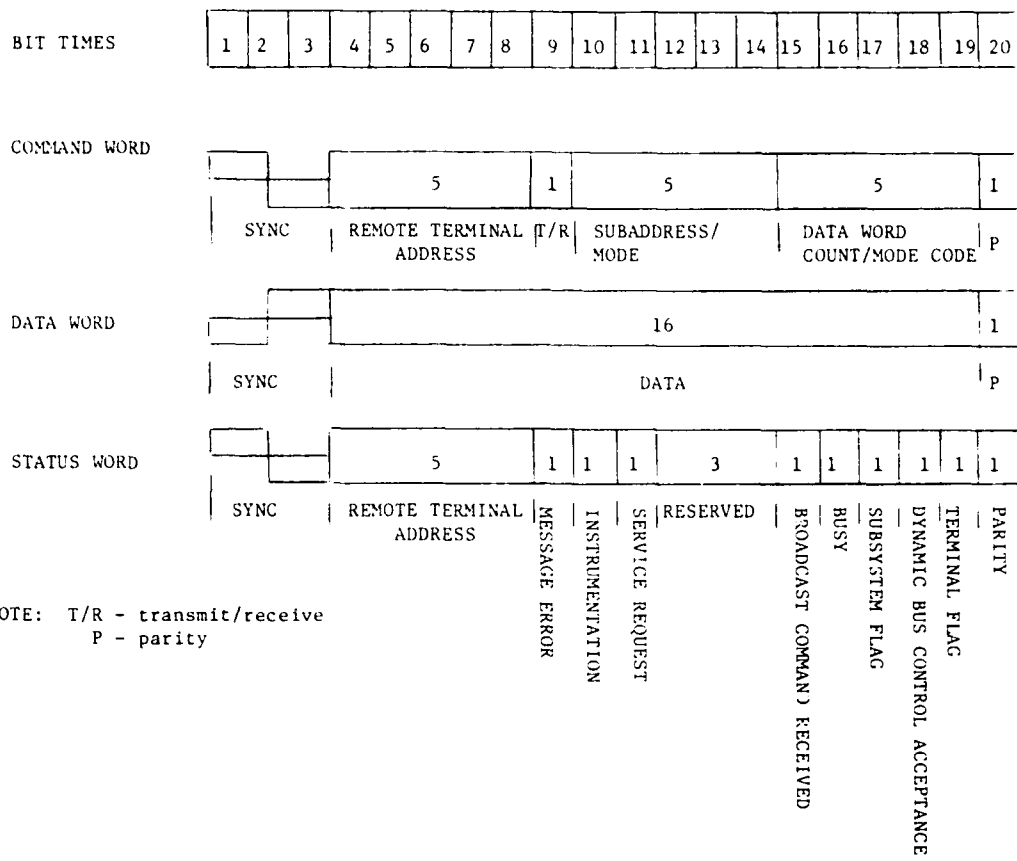 BIT TIMES 1 2 3 4 5 6 7 8 9 10 11 12 13 14 15 16 17 18 19 20
COMMAND WORD
5 1 5 5 1
SYNC REMOTE TERMINAL T/R SUBADDRESS/ DATA WORD P
ADDRESS MODE COUNT/MODE CODE
DATA WORD 16 1
SYNC DATA P
STATUS WORD 5 1 1 1 3 1 1 1 1 1 1
SYNC REMOTE TERMINAL RESERVED
ADDRESS
MESSAGE ERROR
INSTRUMENTATION
SERVICE REQUEST
BROADCAST COMMAND RECEIVED
BUSY
SUBSYSTEM FLAG
DYNAMIC BUS CONTROL ACCEPTANCE
TERMINAL FLAG
PARITY
OTE: T/R - transmit/receive
P - parity